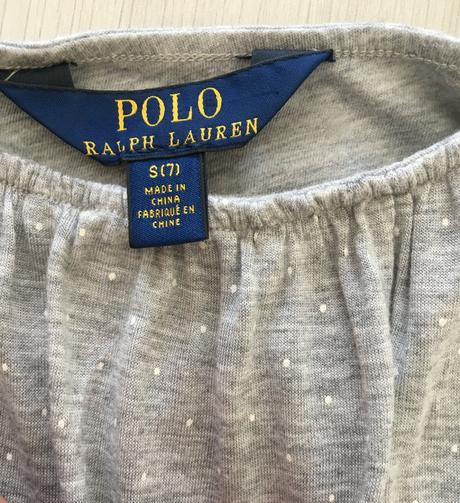 POLO
RALPH LAUREN
S(7)
MADE IN
CHINA
FABRIQUÉ EN
CHINE